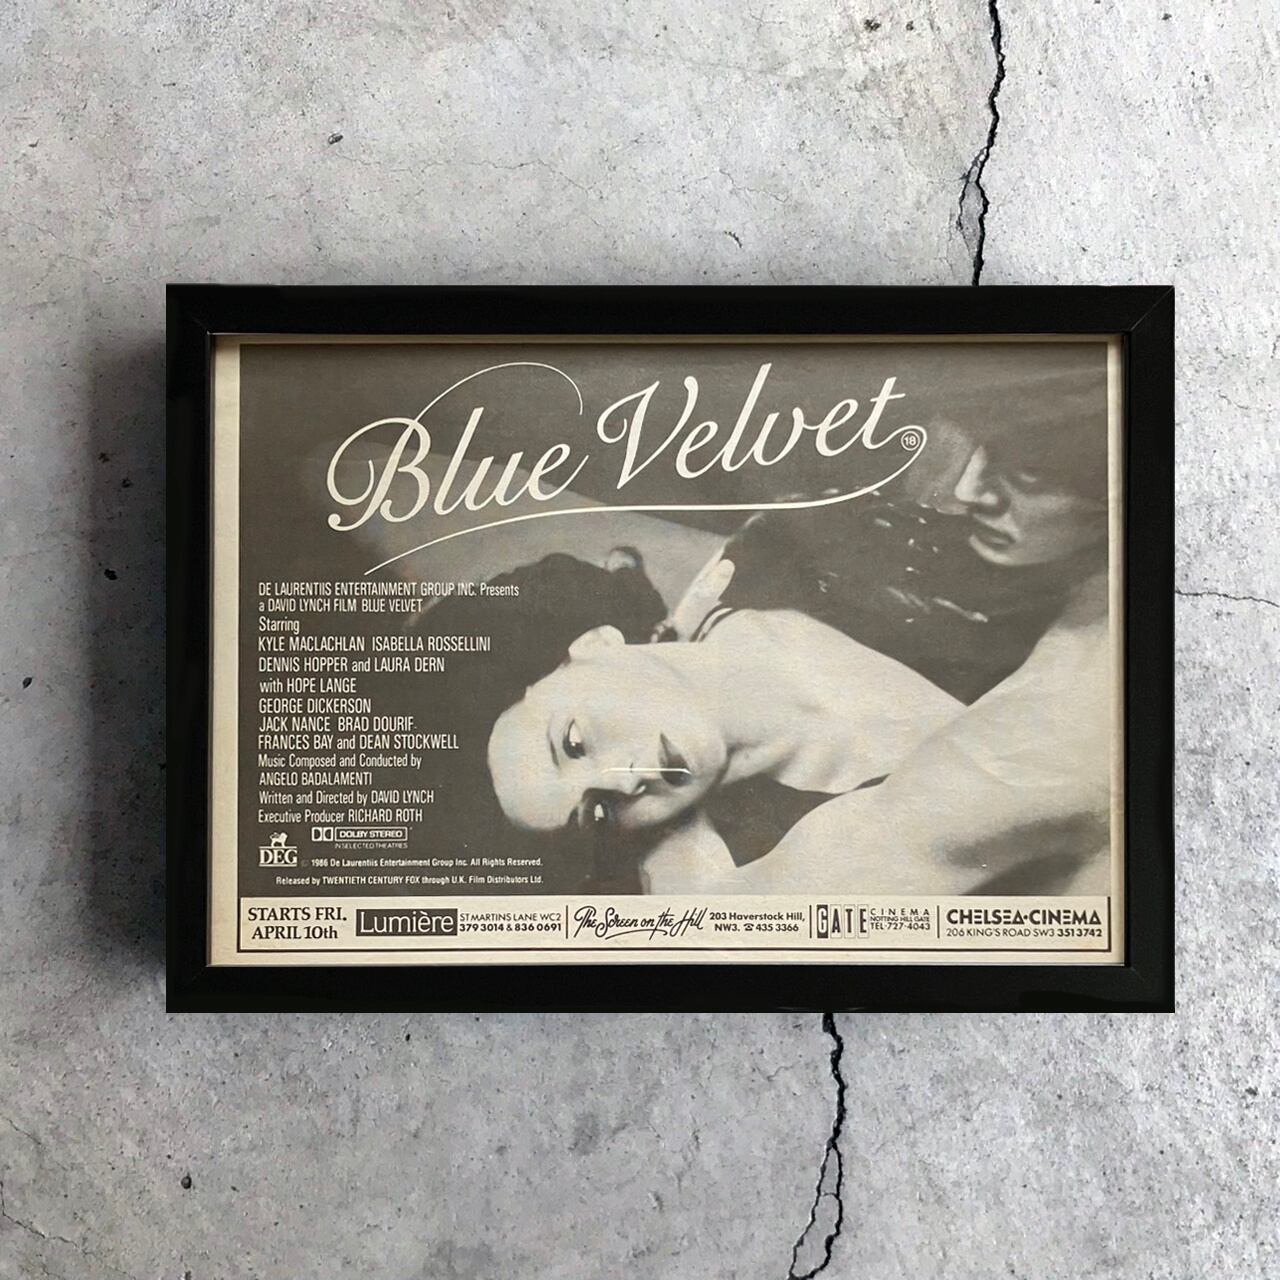 Blue Velvet
18
DE LAURENTIIS ENTERTAINMENT GROUP INC. Presents
a DAVID LYNCH FILM BLUE VELVET
Starring
KYLE MACLACHLAN ISABELLA ROSSELLINI
DENNIS HOPPER and LAURA DERN
with HOPE LANGE
GEORGE DICKERSON
JACK NANCE BRAD DOURIF
FRANCES BAY and DEAN STOCKWELL
Music Composed and Conducted by
ANGELO BADALAMENTI
Written and Directed by DAVID LYNCH
Executive Producer RICHARD ROTH
DOLBY STEREO
IN SELECTED THEATRES
DEG © 1986 De Laurentiis Entertainment Group Inc. All Rights Reserved.
Released by TWENTIETH CENTURY FOX through U.K. Film Distributors Ltd.
STARTS FRI.
APRIL 10th
Lumière
ST MARTINS LANE WC2
379 3014 & 836 0691
The Screen on the Hill
203 Haverstock Hill,
NW3. ☎ 435 3366
GATE
CINEMA
NOTTING HILL GATE
TEL·727·4043
CHELSEA·CINEMA
206 KING'S ROAD SW3 351 3742